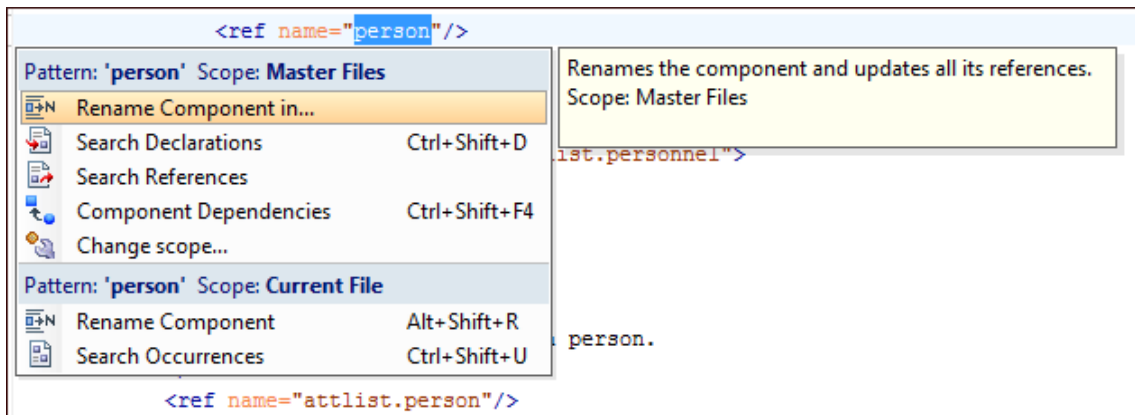 <ref name="person"/>
Pattern: 'person' Scope: Master Files
Rename Component in...
Search Declarations Ctrl+Shift+D
Search References
Component Dependencies Ctrl+Shift+F4
Change scope...
Pattern: 'person' Scope: Current File
Rename Component Alt+Shift+R
Search Occurrences Ctrl+Shift+U
Renames the component and updates all its references.
Scope: Master Files
ist.personnel">
person.
<ref name="attlist.person"/>